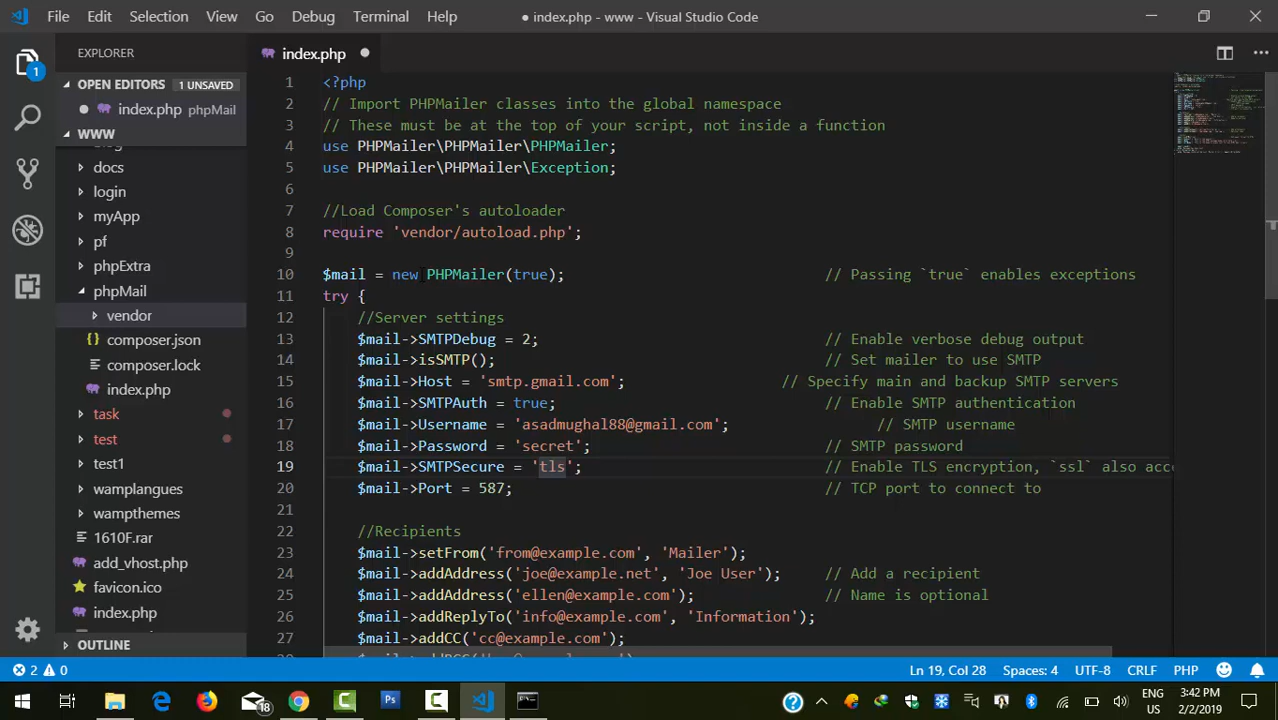 File Edit Selection View Go Debug Terminal Help
● index.php - www - Visual Studio Code
EXPLORER
1
OPEN EDITORS 1 UNSAVED
● index.php phpMail
WWW
docs
login
myApp
pf
phpExtra
phpMail
vendor
composer.json
composer.lock
index.php
task
test
test1
wamplangues
wampthemes
1610F.rar
add_vhost.php
favicon.ico
index.php
OUTLINE
index.php ●
1 <?php
2 // Import PHPMailer classes into the global namespace
3 // These must be at the top of your script, not inside a function
4 use PHPMailer\PHPMailer\PHPMailer;
5 use PHPMailer\PHPMailer\Exception;
6
7 //Load Composer's autoloader
8 require 'vendor/autoload.php';
9
10 $mail = new PHPMailer(true); // Passing `true` enables exceptions
11 try {
12 //Server settings
13 $mail->SMTPDebug = 2; // Enable verbose debug output
14 $mail->isSMTP(); // Set mailer to use SMTP
15 $mail->Host = 'smtp.gmail.com'; // Specify main and backup SMTP servers
16 $mail->SMTPAuth = true; // Enable SMTP authentication
17 $mail->Username = 'asadmughal88@gmail.com'; // SMTP username
18 $mail->Password = 'secret'; // SMTP password
19 $mail->SMTPSecure = 'tls'; // Enable TLS encryption, `ssl` also acc
20 $mail->Port = 587; // TCP port to connect to
21
22 //Recipients
23 $mail->setFrom('from@example.com', 'Mailer');
24 $mail->addAddress('joe@example.net', 'Joe User'); // Add a recipient
25 $mail->addAddress('ellen@example.com'); // Name is optional
26 $mail->addReplyTo('info@example.com', 'Information');
27 $mail->addCC('cc@example.com');
2 0 Ln 19, Col 28 Spaces: 4 UTF-8 CRLF PHP
18
Ps
ENG
US
3:42 PM
2/2/2019